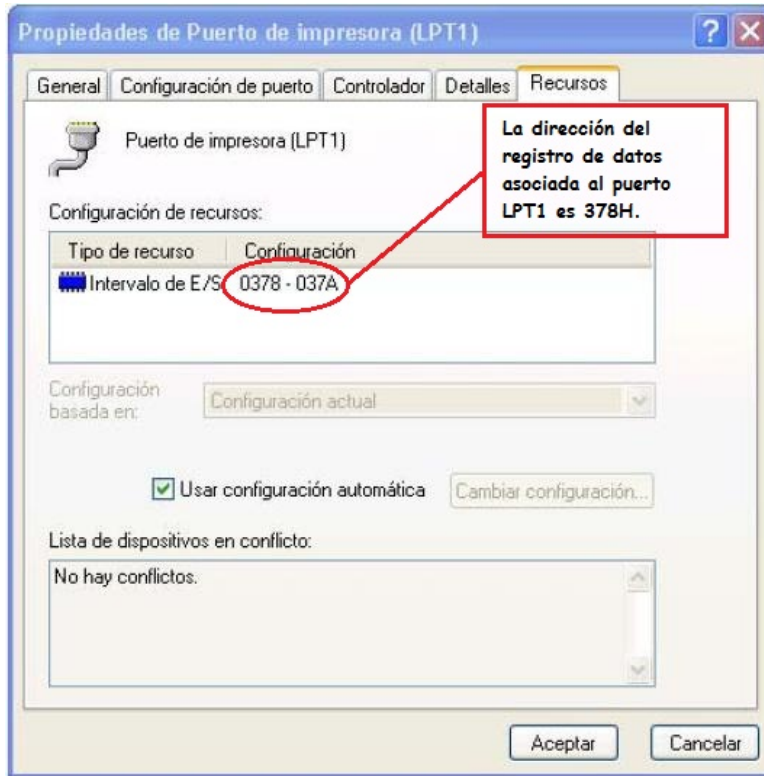 Propiedades de Puerto de impresora (LPT1)
General
Configuración de puerto
Controlador
Detalles
Recursos
Puerto de impresora (LPT1)
La dirección del
registro de datos
asociada al puerto
LPT1 es 378H.
Configuración de recursos:
Tipo de recurso
Configuración
Intervalo de E/S
0378 - 037A
Configuración
basada en:
Configuración actual
Usar configuración automática
Cambiar configuración...
Lista de dispositivos en conflicto:
No hay conflictos.
Aceptar
Cancelar